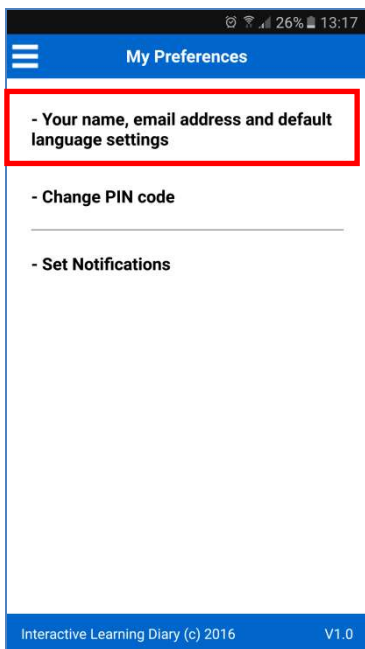 26% 13:17
My Preferences
- Your name, email address and default
language settings
- Change PIN code
- Set Notifications
Interactive Learning Diary (c) 2016 V1.0